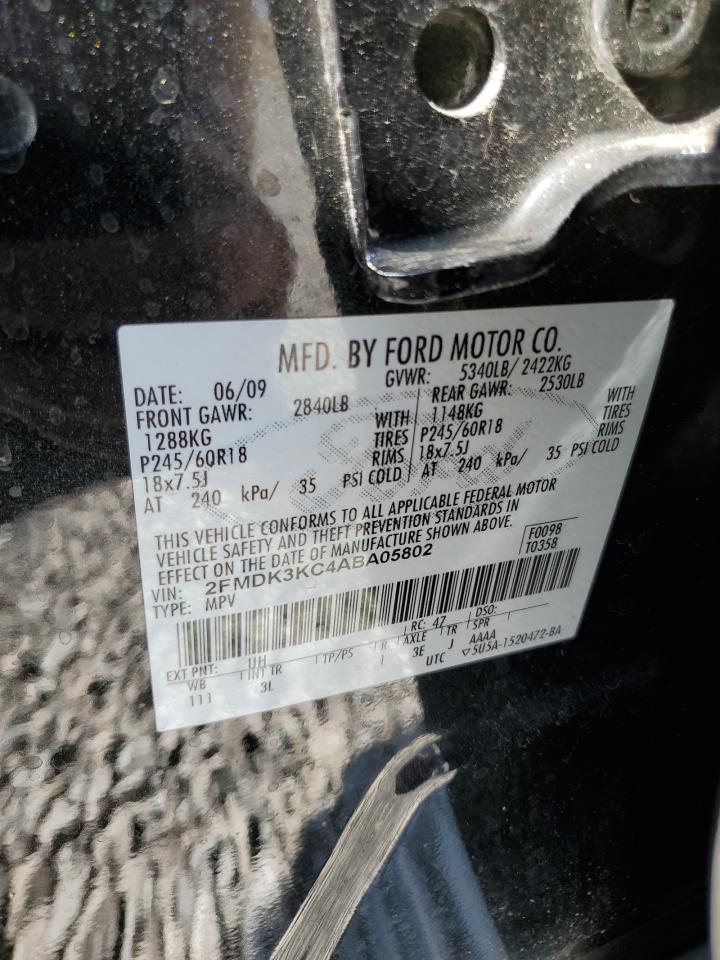 MFD. BY FORD MOTOR CO.
DATE: 06/09 GVWR: 5340LB/ 2422KG
FRONT GAWR: 2840LB REAR GAWR: 2530LB
1288KG WITH 1148KG WITH
P245/60R18 TIRES P245/60R18 TIRES
18x7.5J RIMS 18x7.5J RIMS
AT 240 kPa/ 35 PSI COLD AT 240 kPa/ 35 PSI COLD
THIS VEHICLE CONFORMS TO ALL APPLICABLE FEDERAL MOTOR
VEHICLE SAFETY AND THEFT PREVENTION STANDARDS IN
EFFECT ON THE DATE OF MANUFACTURE SHOWN ABOVE.
VIN: 2FMDK3KC4ABA05802 F0098
TYPE: MPV T0358
EXT PNT: UH RC: 47 DSO:
WB INT TR TP/PS R AXLE TR SPR
111 3L 1 3E J AAAA
UTC ▽5U5A-1520472-BA